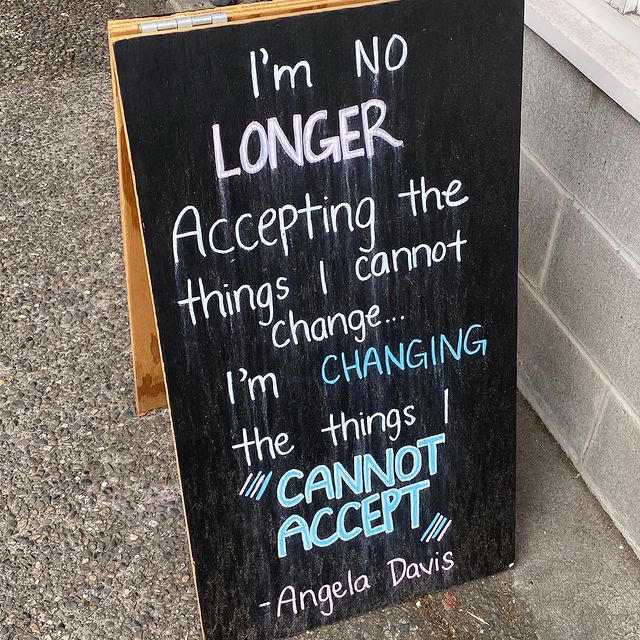 I'm NO
LONGER
Accepting the
things I cannot
change...
I'm CHANGING
the things I
CANNOT
ACCEPT
- Angela Davis